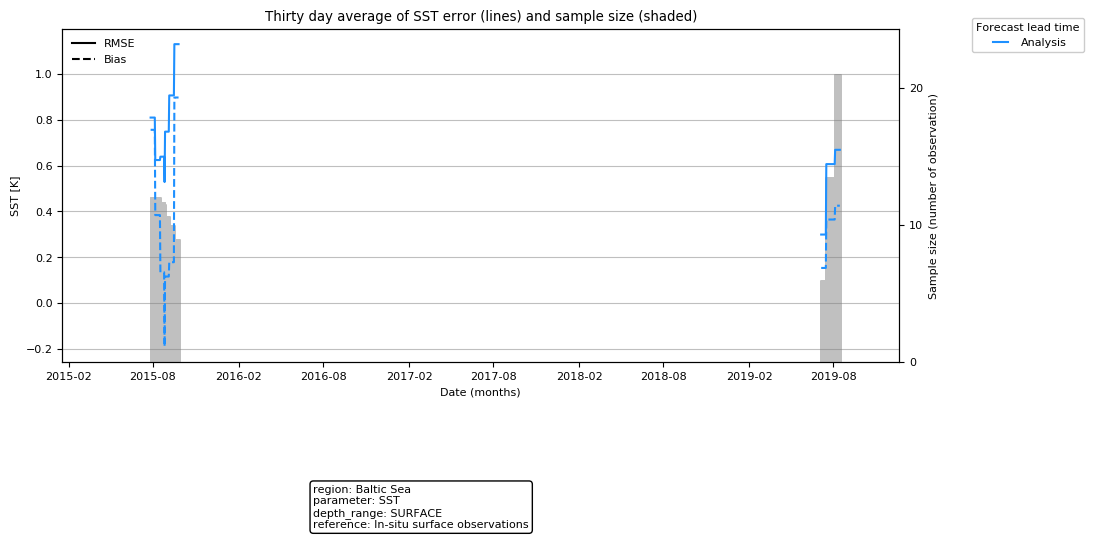 Thirty day average of SST error (lines) and sample size (shaded)
RMSE
Bias
Forecast lead time
Analysis
SST [K]
1.0
0.8
0.6
0.4
0.2
0.0
−0.2
20
10
0
Sample size (number of observation)
2015-02 2015-08 2016-02 2016-08 2017-02 2017-08 2018-02 2018-08 2019-02 2019-08
Date (months)
region: Baltic Sea
parameter: SST
depth_range: SURFACE
reference: In-situ surface observations